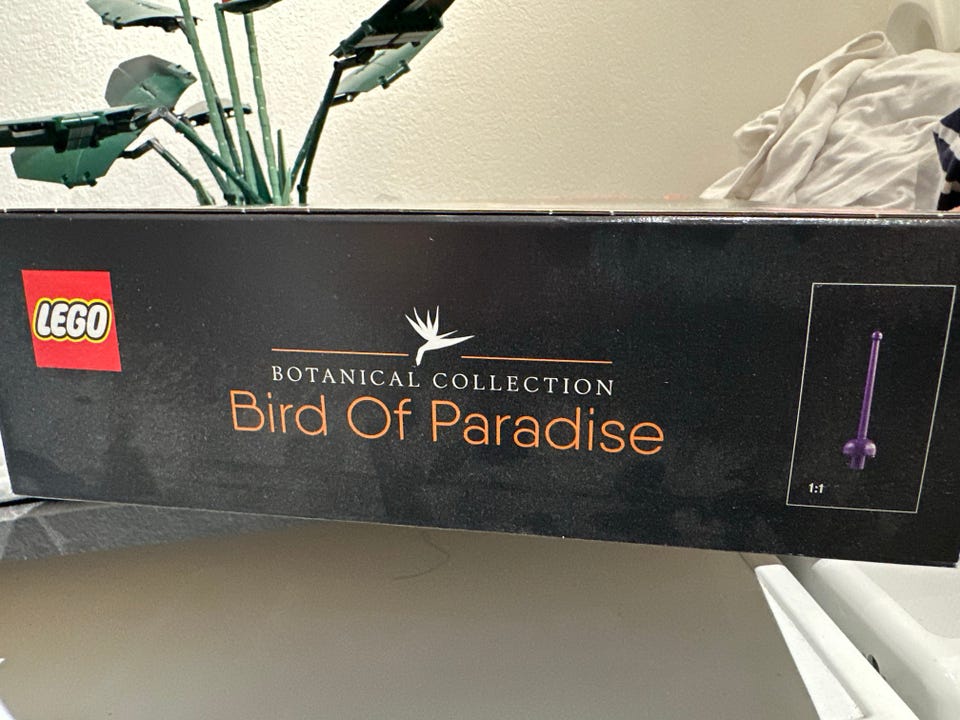 LEGO
BOTANICAL COLLECTION
Bird Of Paradise
1:1